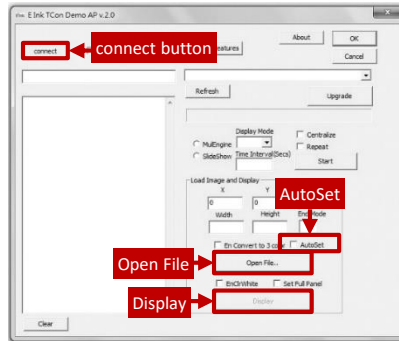 E Ink TCon Demo AP v.2.0
About
OK
connect
connect button
eatures
Cancel
Refresh
Upgrade
Display Mode
MulEngine
Centralize
Repeat
SlideShow
Time Interval(Secs)
Start
Load Image and Display
X
Y
AutoSet
0
0
Width
Height
End Mode
En Convert to 3 color
AutoSet
Open File
Open File...
EnClrWhite
Set Full Panel
Display
Display
Clear